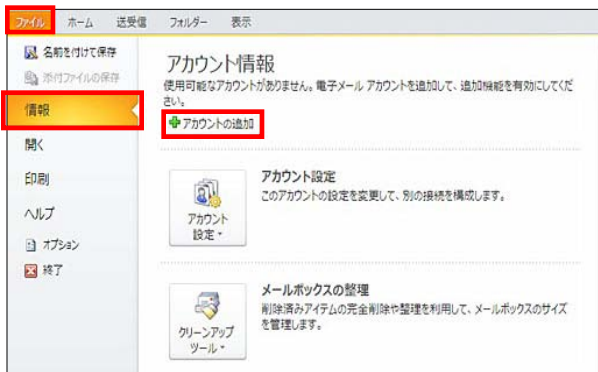 ファイル ホーム 送受信 フォルダー 表示
名前を付けて保存
添付ファイルの保存
情報
開く
印刷
ヘルプ
オプション
終了
アカウント情報
使用可能なアカウントがありません。電子メール アカウントを追加して、追加機能を有効にしてくだ
さい。
アカウントの追加
アカウント
設定
アカウント設定
このアカウントの設定を変更して、別の接続を構成します。
クリーンアップ
ツール
メールボックスの整理
削除済みアイテムの完全削除や整理を利用して、メールボックスのサイズ
を管理します。